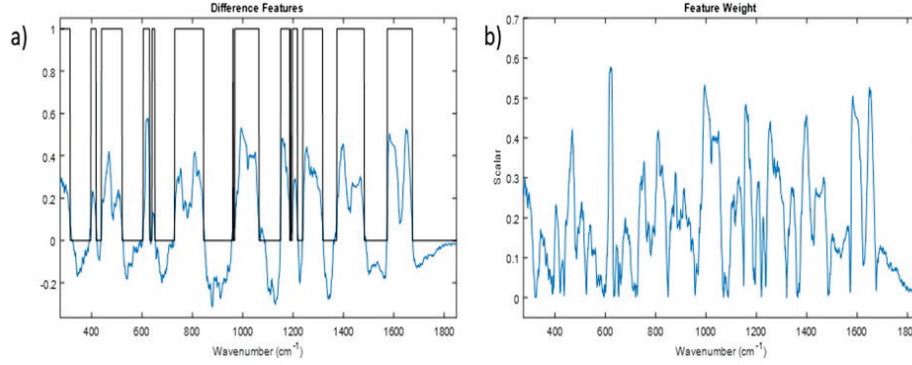 Difference Features
a)
1
0.8
0.6
0.4
0.2
0
-0.2
400 600 800 1000 1200 1400 1600 1800
Wavenumber (cm-1)
Feature Weight
b)
0.7
0.6
0.5
0.4
0.3
0.2
0.1
0
Scalar
400 600 800 1000 1200 1400 1600 1800
Wavenumber (cm-1)